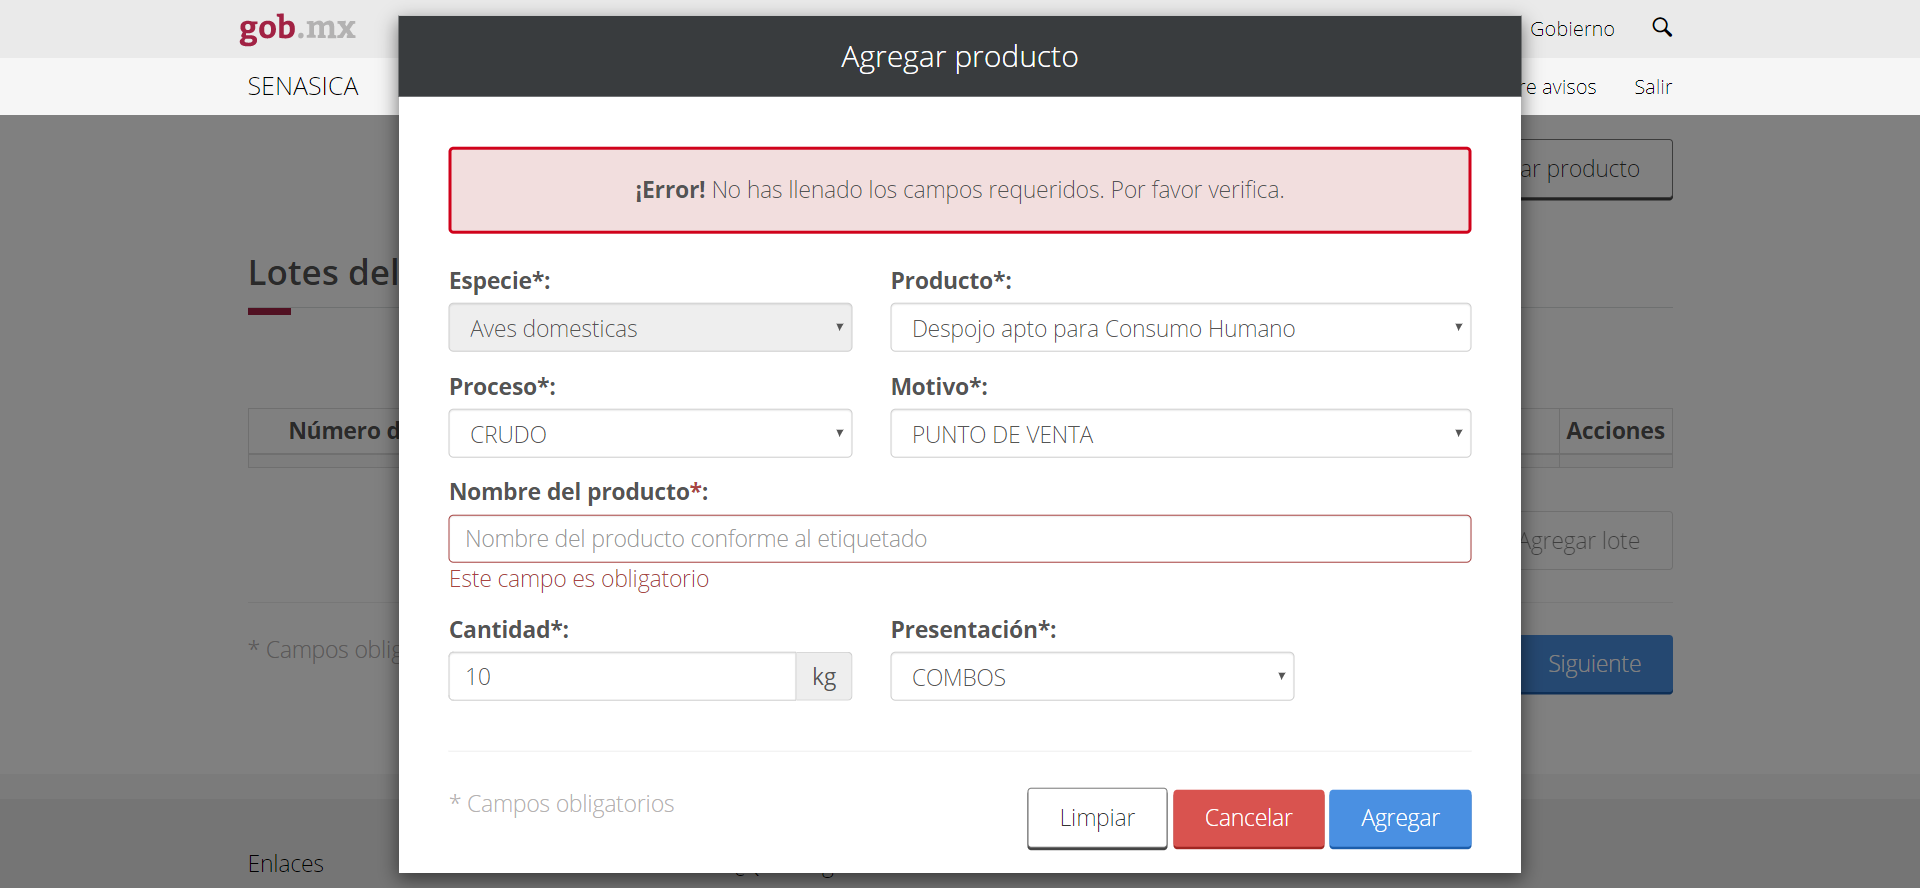 gob.mx
Gobierno
SENASICA
re avisos
Salir
Agregar producto
ar producto
¡Error! No has llenado los campos requeridos. Por favor verifica.
Lotes del
Especie*:
Producto*:
Aves domesticas
Despojo apto para Consumo Humano
Proceso*:
Motivo*:
Número d
CRUDO
PUNTO DE VENTA
Acciones
Nombre del producto*:
Nombre del producto conforme al etiquetado
Agregar lote
Este campo es obligatorio
Cantidad*:
Presentación*:
* Campos oblig
10
kg
COMBOS
Siguiente
* Campos obligatorios
Limpiar
Cancelar
Agregar
Enlaces